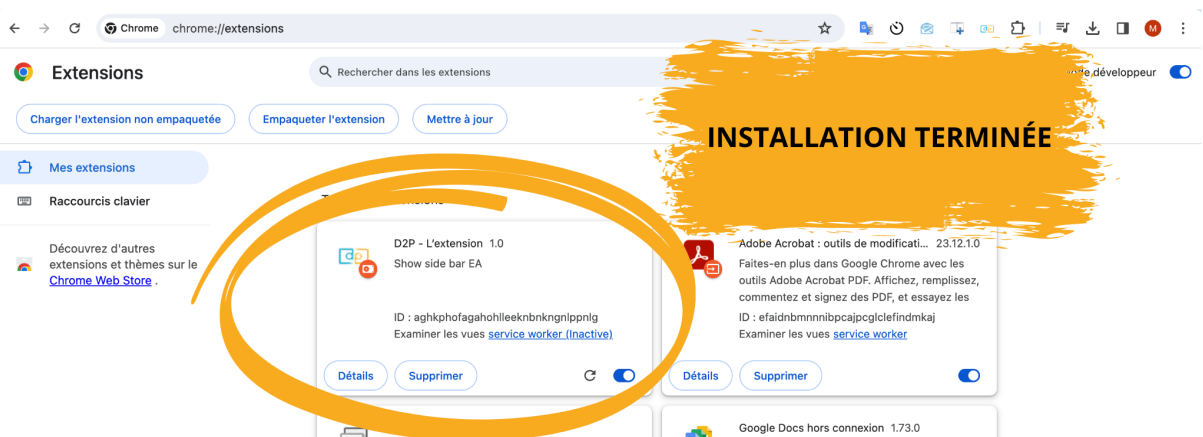 Chrome chrome://extensions
M
Extensions
Rechercher dans les extensions
développeur
INSTALLATION TERMINÉE
Charger l'extension non empaquetée
Empaqueter l'extension
Mettre à jour
Mes extensions
Raccourcis clavier
Découvrez d'autres
extensions et thèmes sur le
Chrome Web Store .
D2P - L'extension 1.0
Show side bar EA
ID : aghkphofagahohlleeknbnkngnlppnlg
Examiner les vues service worker (Inactive)
Détails
Supprimer
Adobe Acrobat : outils de modificati... 23.12.1.0
Faites-en plus dans Google Chrome avec les
outils Adobe Acrobat PDF. Affichez, remplissez,
commentez et signez des PDF, et essayez les
ID : efaidnbmnnnibpcajpcglclefindmkaj
Examiner les vues service worker
Détails
Supprimer
Google Docs hors connexion 1.73.0